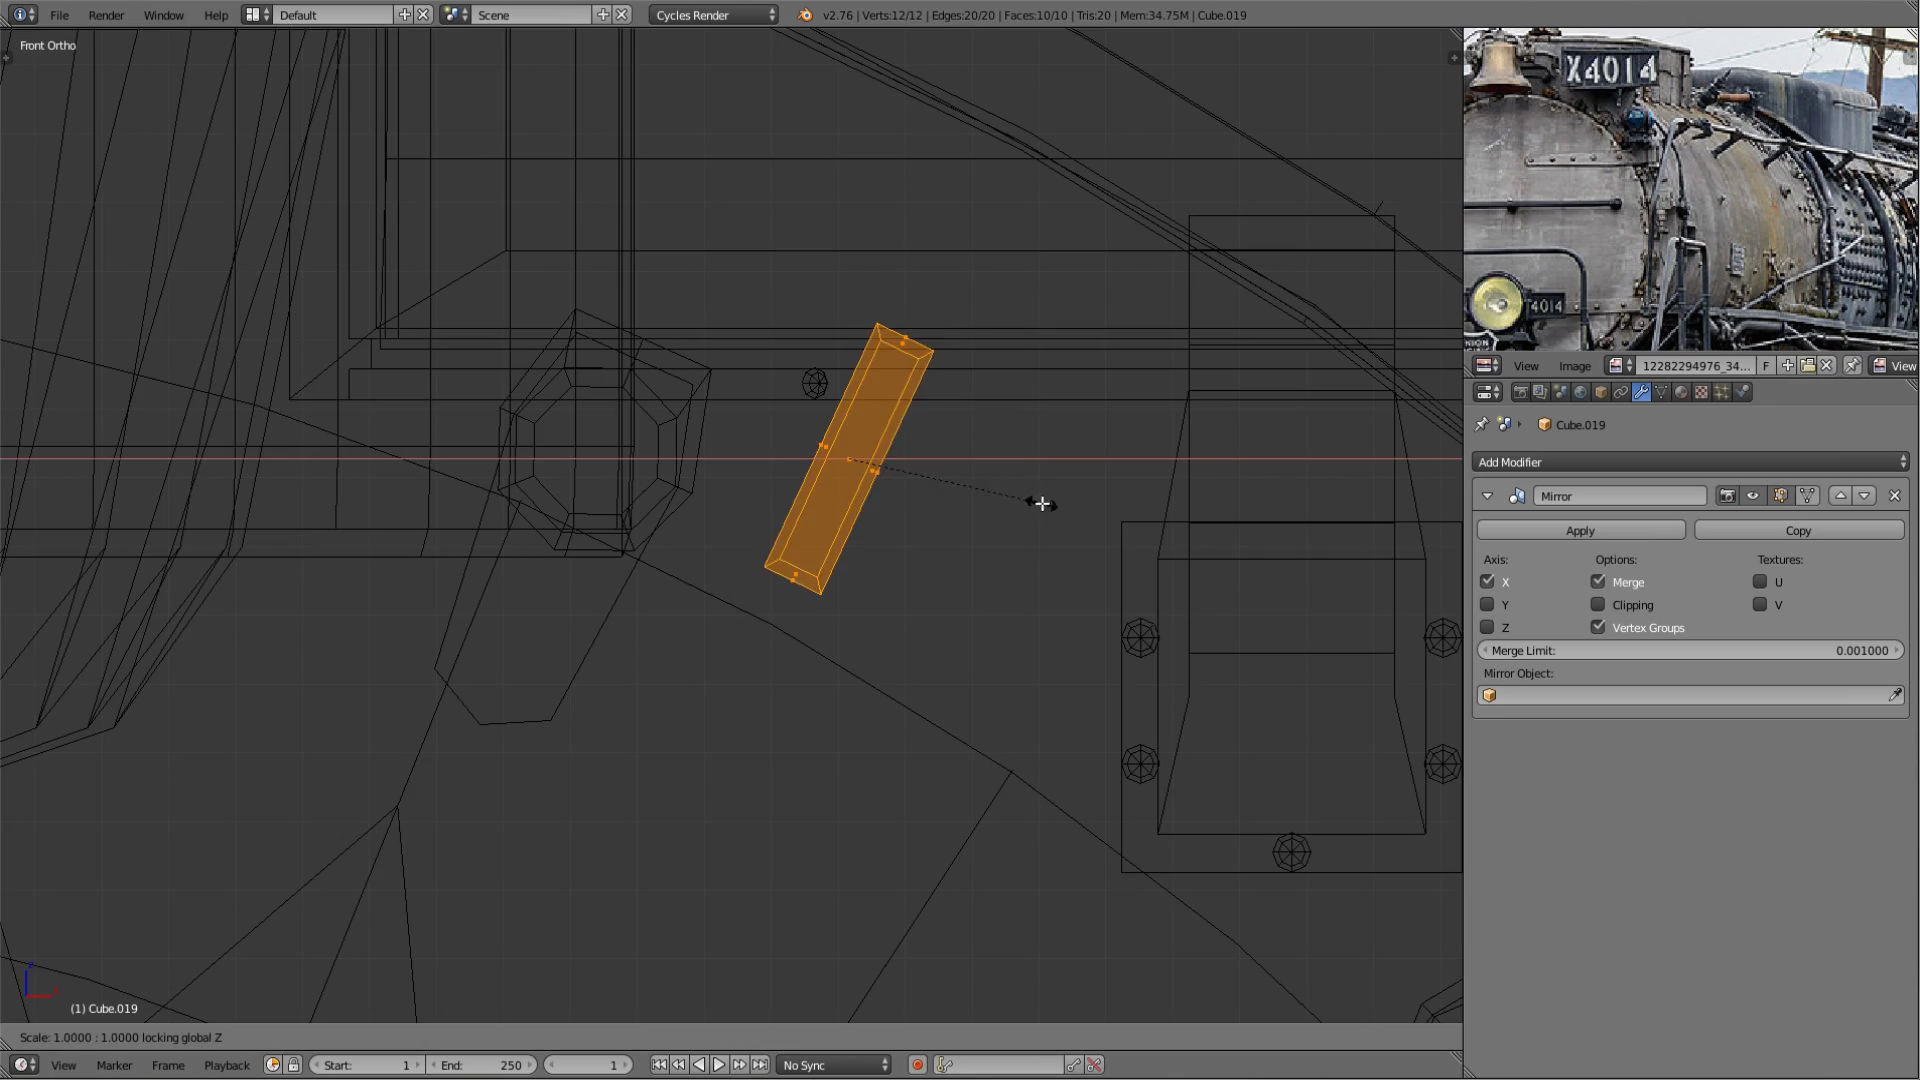 File Render Window Help Default Scene Cycles Render v2.76 | Verts:12/12 | Edges:20/20 | Faces:10/10 | Tris:20 | Mem:34.75M | Cube.019
Front Ortho
X4014
4014
NION
View Image 12282294976_34... F View
Cube.019
Add Modifier
Mirror
Apply Copy
Axis: Options: Textures:
X Merge U
Y Clipping V
Z Vertex Groups
Merge Limit: 0.001000
Mirror Object:
(1) Cube.019
Scale: 1.0000 : 1.0000 locking global Z
View Marker Frame Playback Start: 1 End: 250 1 No Sync